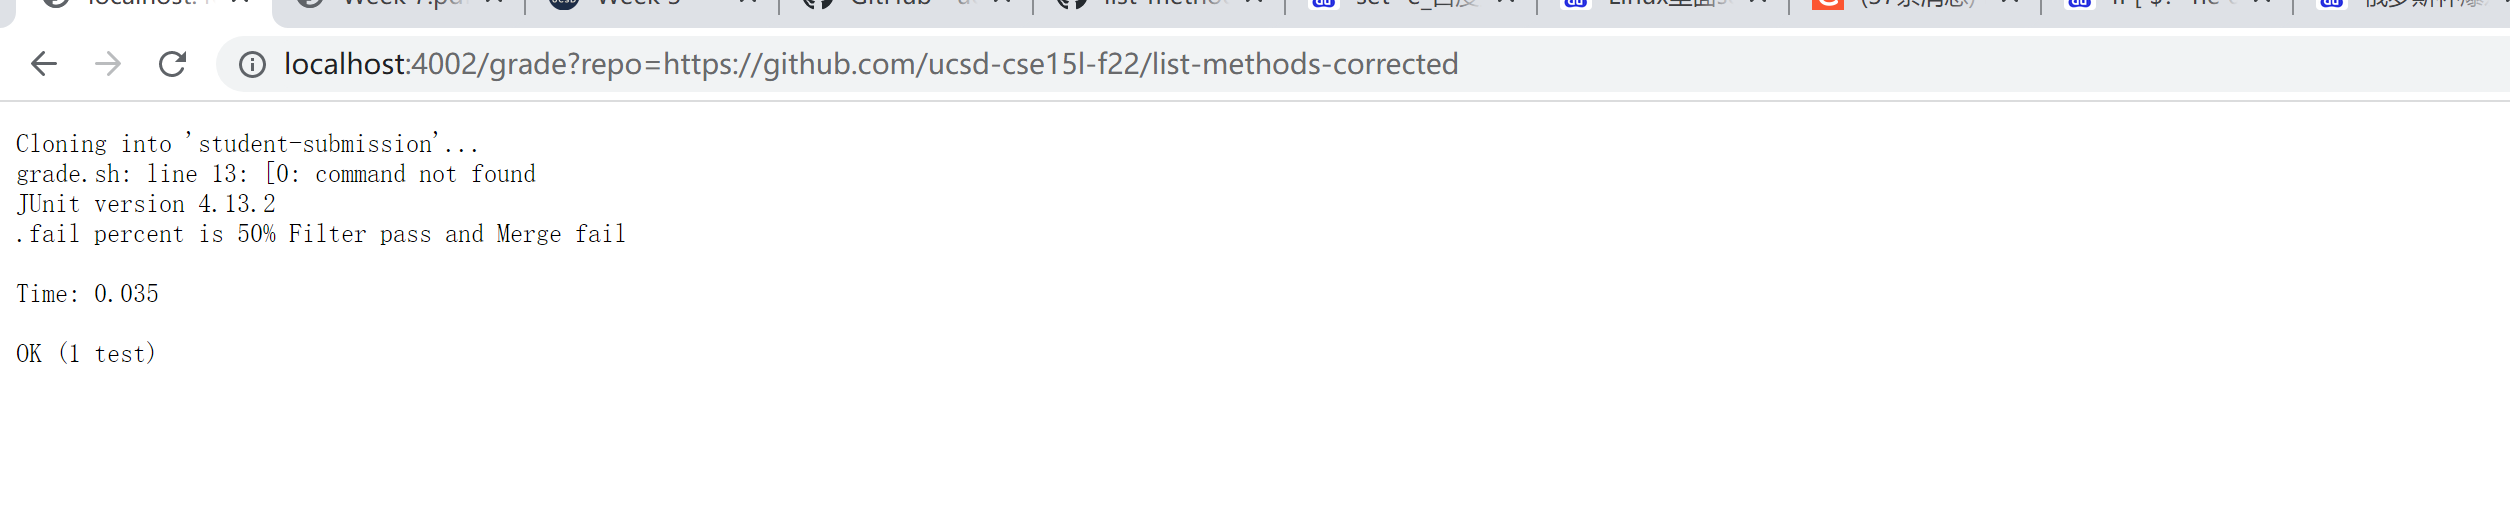 Week
localhost:4002/grade?repo=https://github.com/ucsd-cse15l-f22/list-methods-corrected
Cloning into 'student-submission'...
grade.sh: line 13: [0: command not found
JUnit version 4.13.2
.fail percent is 50% Filter pass and Merge fail
Time: 0.035
OK (1 test)